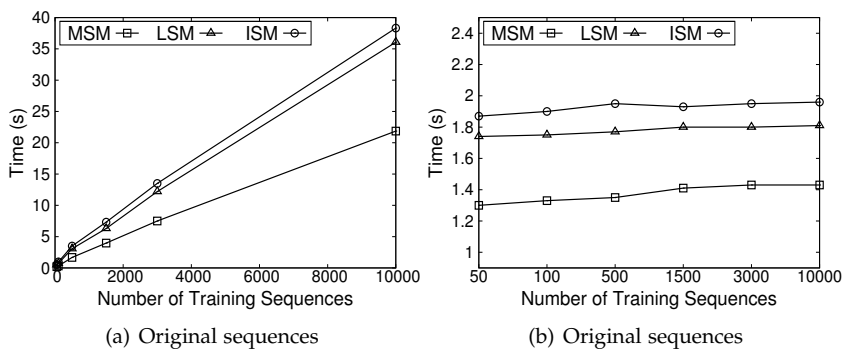 MSM LSM ISM
Time (s)
40
35
30
25
20
15
10
5
0
0 2000 4000 6000 8000 10000
Number of Training Sequences
(a) Original sequences
MSM LSM ISM
Time (s)
2.4
2.2
2
1.8
1.6
1.4
1.2
1
50 100 500 1500 3000 10000
Number of Training Sequences
(b) Original sequences